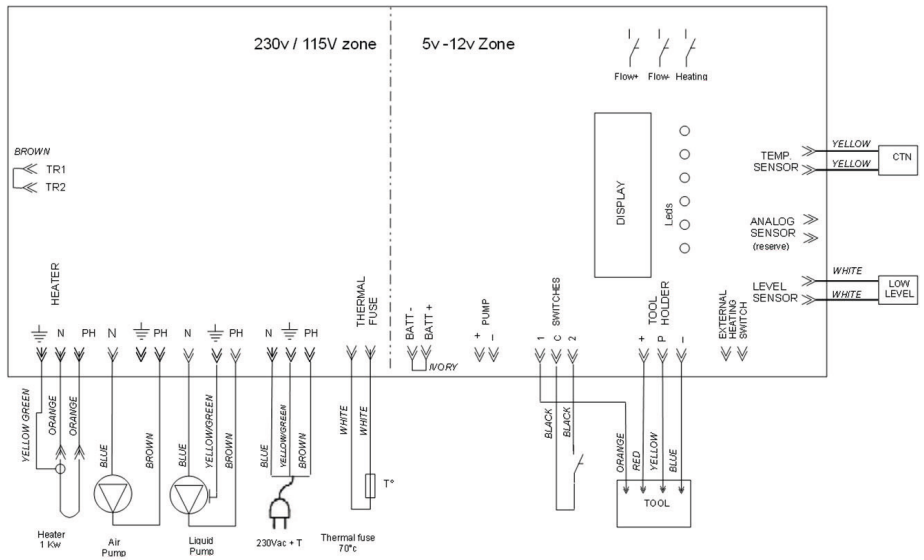 230v / 115V zone
5v -12v Zone
Flow+ Flow- Heating
BROWN
TR1
TR2
DISPLAY
Leds
TEMP.
SENSOR
YELLOW
YELLOW
CTN
ANALOG
SENSOR
(reserve)
LEVEL
SENSOR
WHITE
WHITE
LOW
LEVEL
HEATER
THERMAL
FUSE
BATT -
BATT +
IVORY
PUMP
+ –
SWITCHES
1 C 2
TOOL
HOLDER
+ P –
EXTERNAL
HEATING
SWITCH
N PH N PH N PH N PH
YELLOW GREEN
ORANGE
ORANGE
BLUE
BROWN
BLUE
YELLOW/GREEN
BROWN
BLUE
YELLOW/GREEN
BROWN
WHITE
WHITE
BLACK
BLACK
ORANGE
RED
YELLOW
BLUE
T°
TOOL
Heater
1 Kw
Air
Pump
Liquid
Pump
230Vac + T
Thermal fuse
70°c